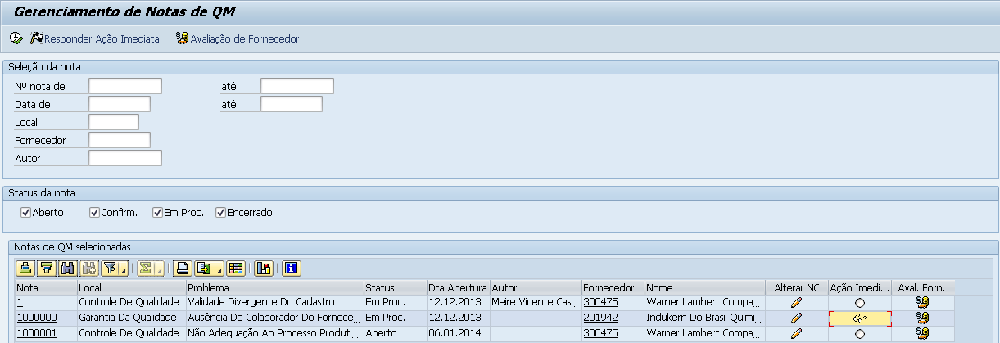 Gerenciamento de Notas de QM
Responder Ação Imediata Avaliação de Fornecedor
Seleção da nota
Nº nota de até
Data de até
Local
Fornecedor
Autor
Status da nota
Aberto Confirm. Em Proc. Encerrado
Notas de QM selecionadas
Nota Local Problema Status Dta Abertura Autor Fornecedor Nome Alterar NC Ação Imedi... Aval. Forn.
1 Controle De Qualidade Validade Divergente Do Cadastro Em Proc. 12.12.2013 Meire Vicente Cas... 300475 Warner Lambert Compa...
1000000 Garantia Da Qualidade Ausência De Colaborador Do Fornece... Em Proc. 12.12.2013 201942 Indukern Do Brasil Quimi...
1000001 Controle De Qualidade Não Adequação Ao Processo Produti... Aberto 06.01.2014 300475 Warner Lambert Compa...